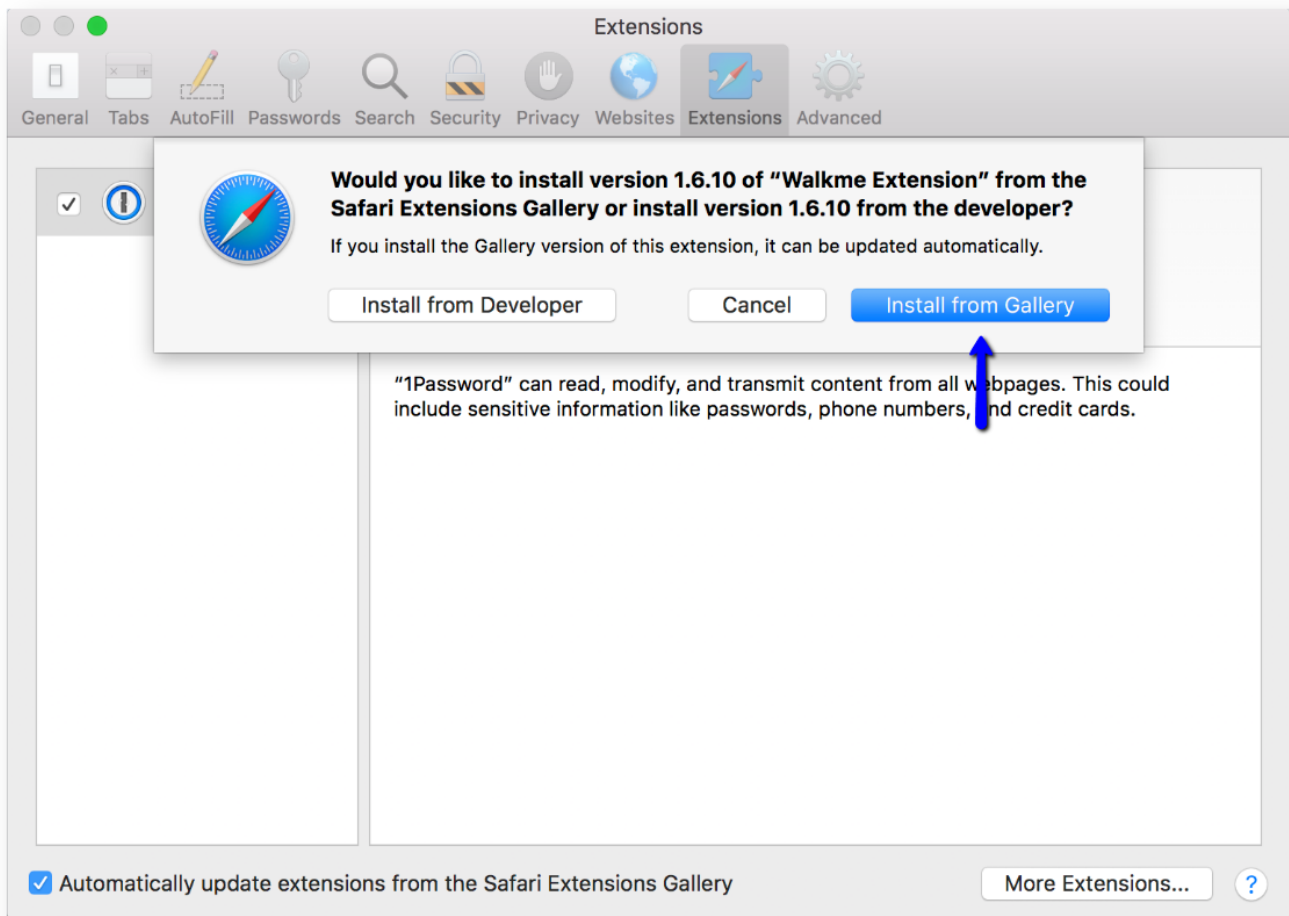 Extensions
General Tabs AutoFill Passwords Search Security Privacy Websites Extensions Advanced
Would you like to install version 1.6.10 of “Walkme Extension” from the
Safari Extensions Gallery or install version 1.6.10 from the developer?
If you install the Gallery version of this extension, it can be updated automatically.
Install from Developer Cancel Install from Gallery
“1Password” can read, modify, and transmit content from all webpages. This could
include sensitive information like passwords, phone numbers, and credit cards.
Automatically update extensions from the Safari Extensions Gallery More Extensions... ?